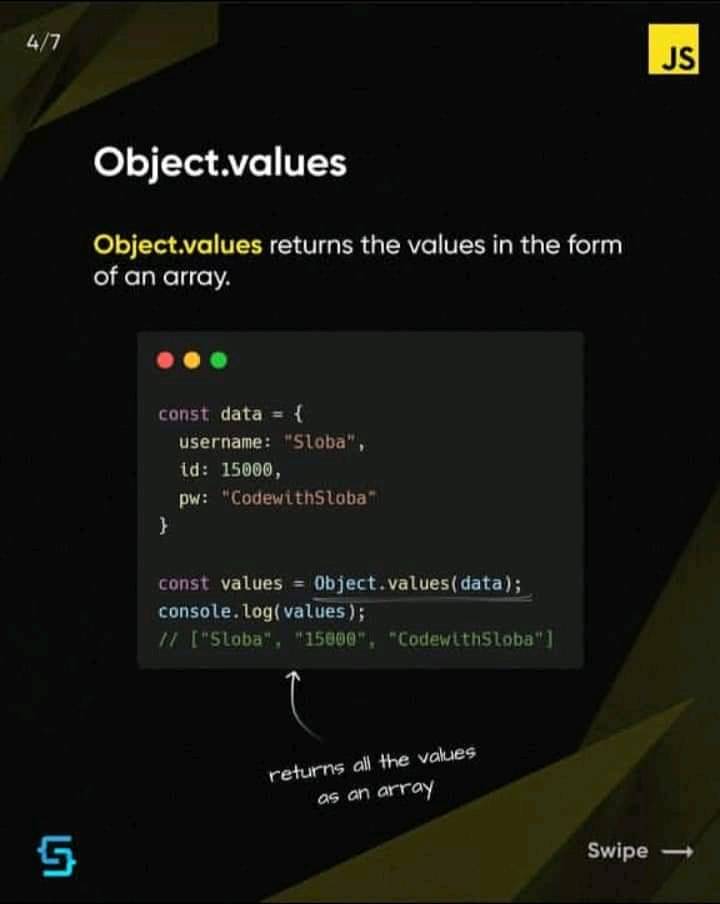 4/7
JS
Object.values
Object.values returns the values in the form
of an array.
const data = {
username: "Sloba",
id: 15000,
pw: "CodewithSloba"
}
const values = Object.values(data);
console.log(values);
// ["Sloba", "15000", "CodewithSloba"]
returns all the values
as an array
Swipe →